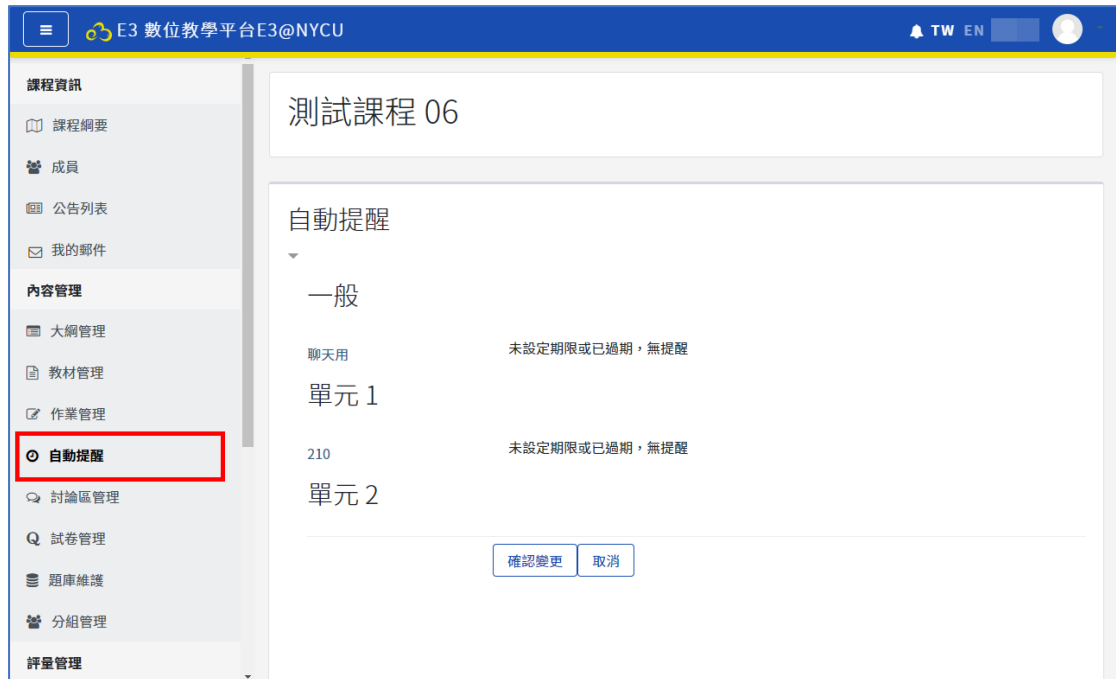 E3 數位教學平台E3@NYCU
TW EN
課程資訊
課程綱要
成員
公告列表
我的郵件
內容管理
大綱管理
教材管理
作業管理
自動提醒
討論區管理
試卷管理
題庫維護
分組管理
評量管理
測試課程 06
自動提醒
一般
聊天用 未設定期限或已過期，無提醒
單元 1
210 未設定期限或已過期，無提醒
單元 2
確認變更 取消